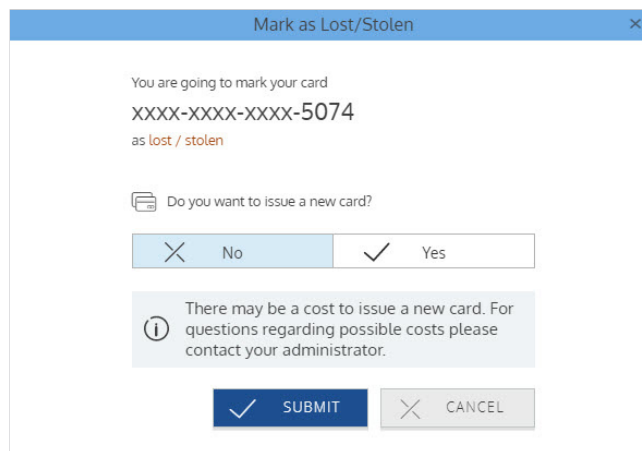 Mark as Lost/Stolen
You are going to mark your card
xxxx-xxxx-xxxx-5074
as lost / stolen
Do you want to issue a new card?
No
Yes
There may be a cost to issue a new card. For
questions regarding possible costs please
contact your administrator.
SUBMIT
CANCEL